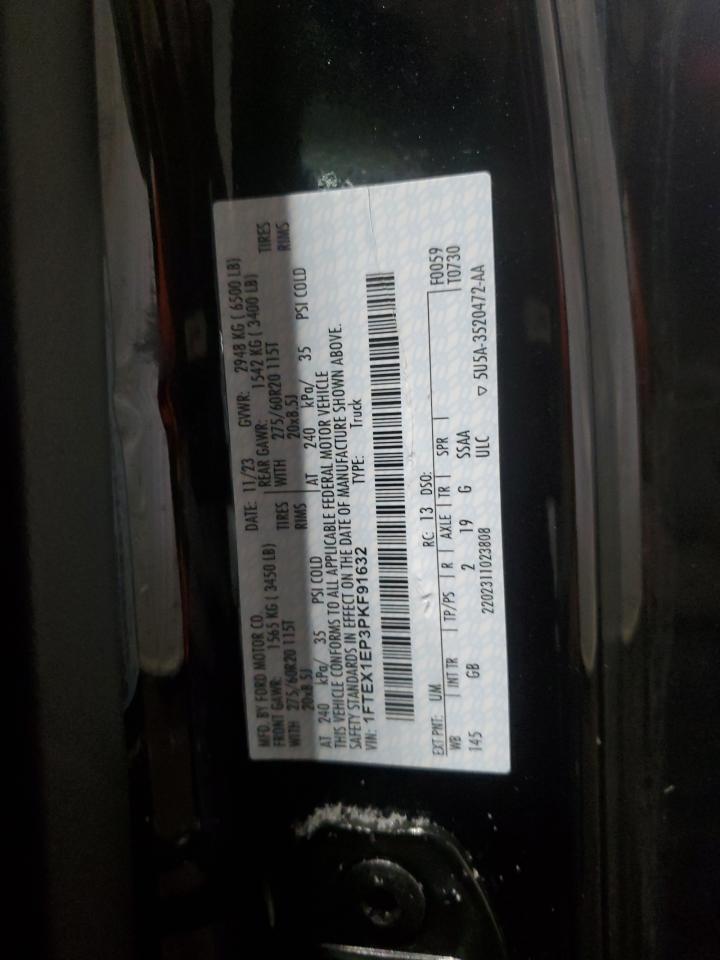 MFD. BY FORD MOTOR CO. DATE: 11/23 GVWR: 2948 KG ( 6500 LB)
FRONT GAWR: 1565 KG ( 3450 LB) REAR GAWR: 1542 KG ( 3400 LB)
WITH 275/60R20 115T TIRES WITH 275/60R20 115T TIRES
20x8.5J RIMS 20x8.5J RIMS
AT 240 kPa/ 35 PSI COLD AT 240 kPa/ 35 PSI COLD
THIS VEHICLE CONFORMS TO ALL APPLICABLE FEDERAL MOTOR VEHICLE
SAFETY STANDARDS IN EFFECT ON THE DATE OF MANUFACTURE SHOWN ABOVE.
VIN: 1FTEX1EP3PKF91632 TYPE: Truck
EXT PNT: UM RC: 13 DSO: F0059
WB INT TR TP/PS R AXLE TR SPR T0730
145 GB 2 19 G SSAA
2202311023808 ULC ▽ 5U5A-3520472-AA